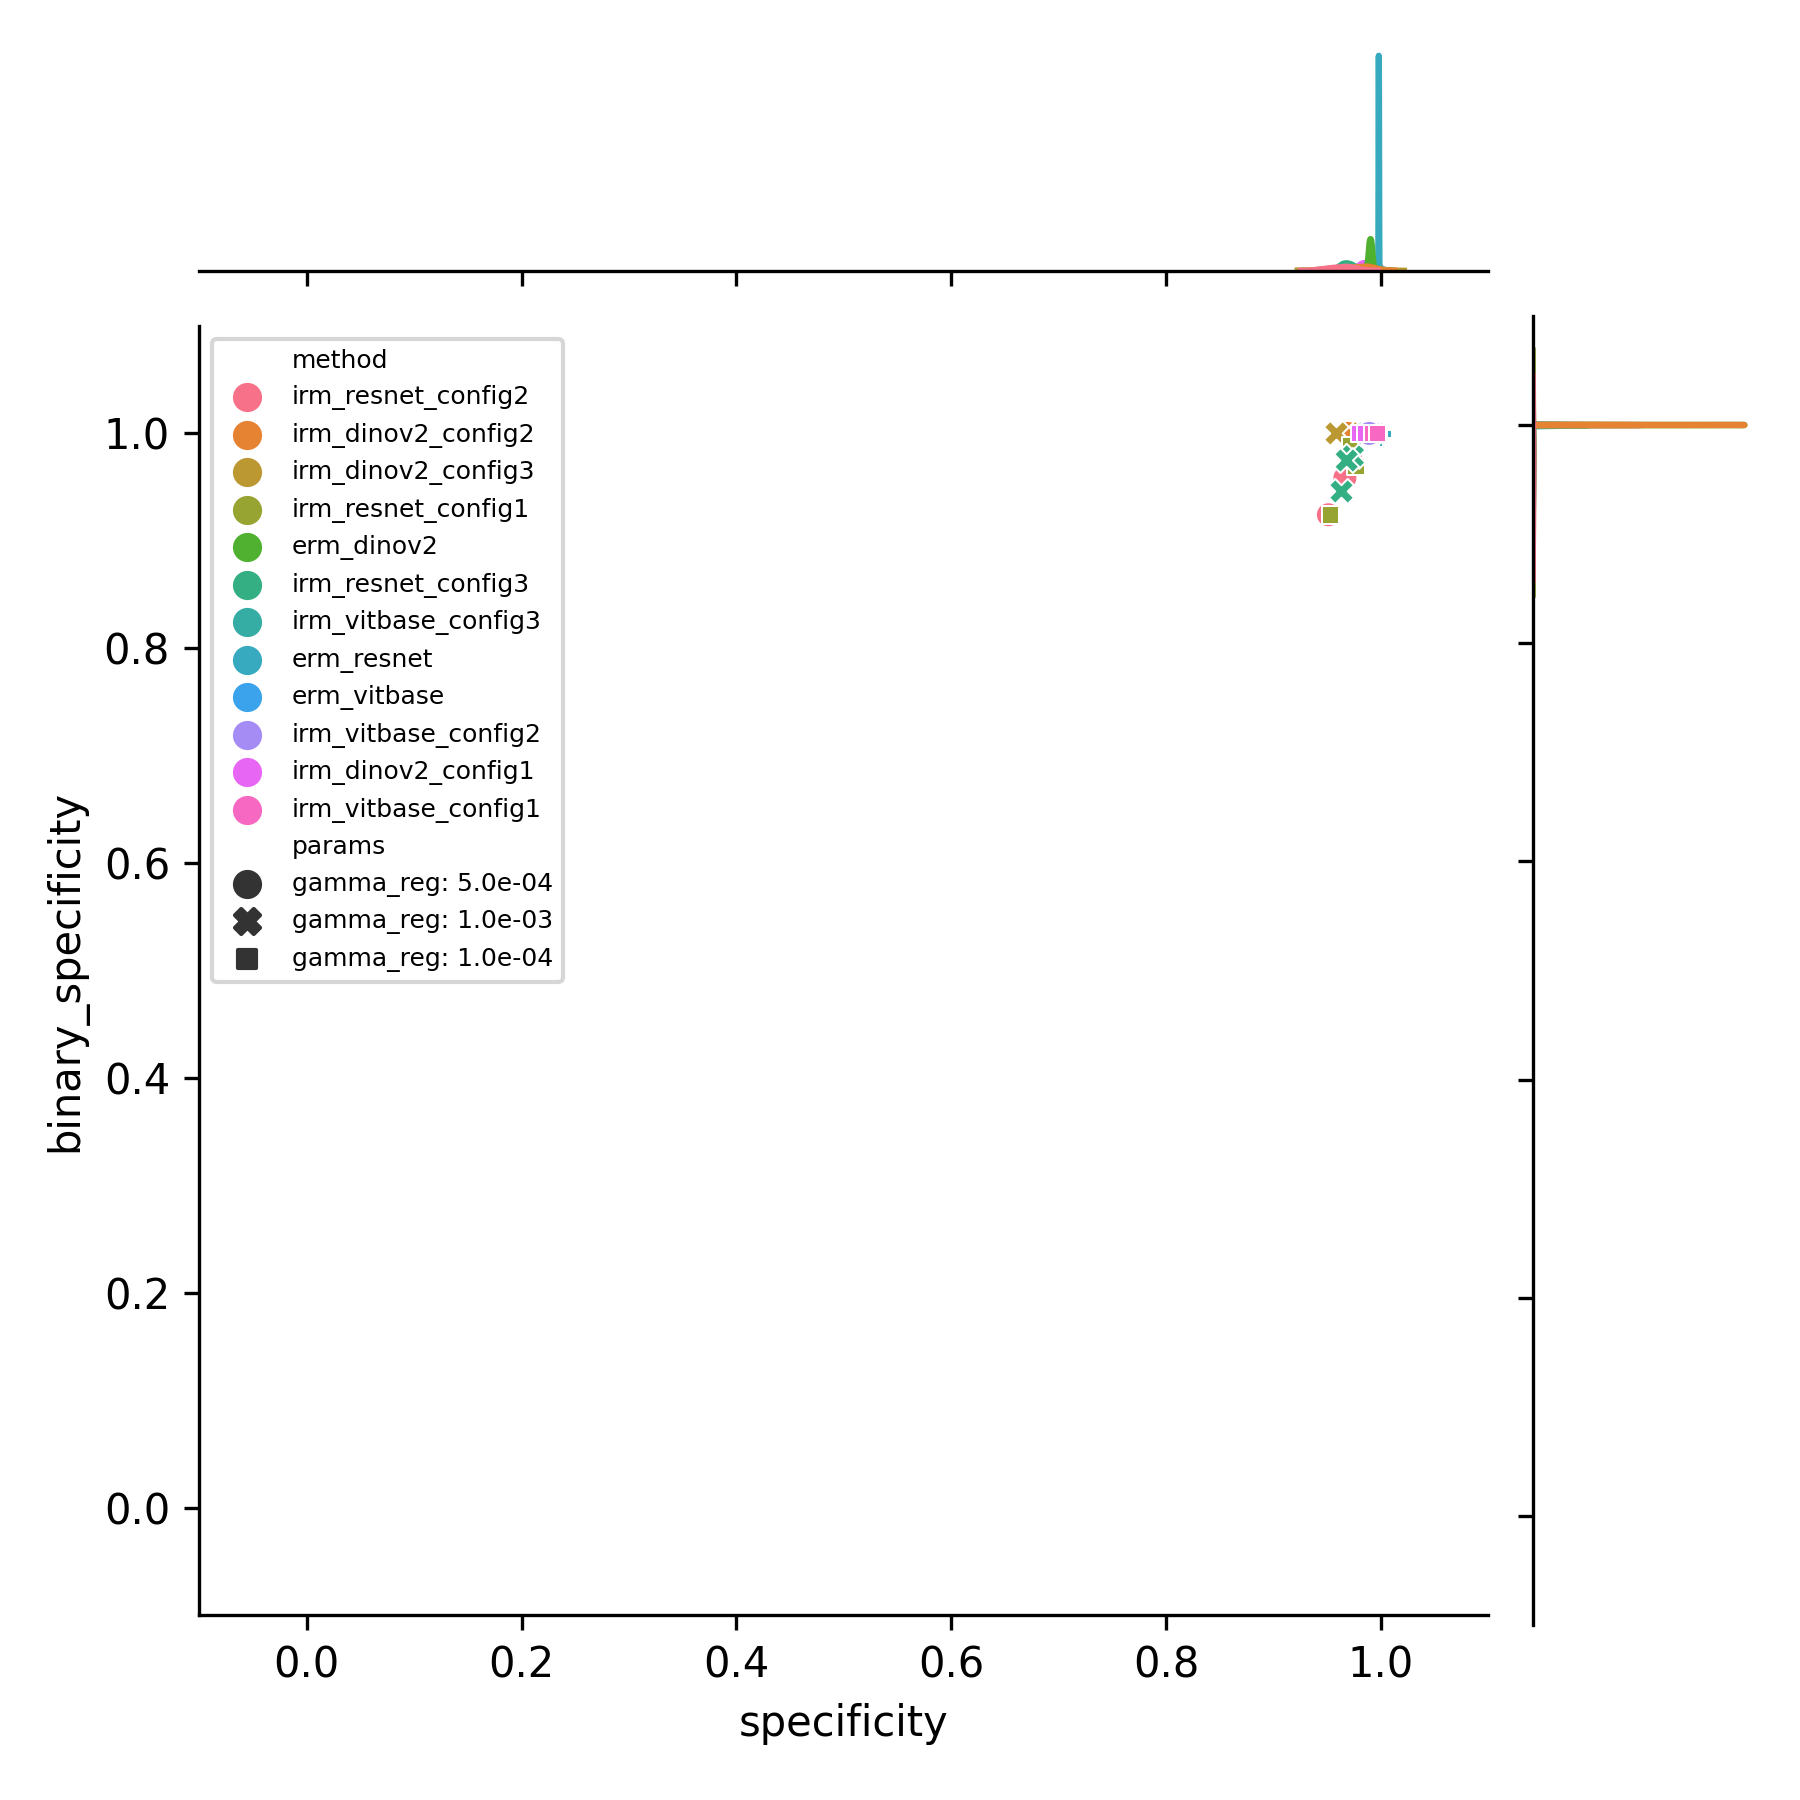 method
irm_resnet_config2
irm_dinov2_config2
irm_dinov2_config3
irm_resnet_config1
erm_dinov2
irm_resnet_config3
irm_vitbase_config3
erm_resnet
erm_vitbase
irm_vitbase_config2
irm_dinov2_config1
irm_vitbase_config1
params
gamma_reg: 5.0e-04
gamma_reg: 1.0e-03
gamma_reg: 1.0e-04
1.0
0.8
0.6
0.4
0.2
0.0
binary_specificity
0.0 0.2 0.4 0.6 0.8 1.0
specificity